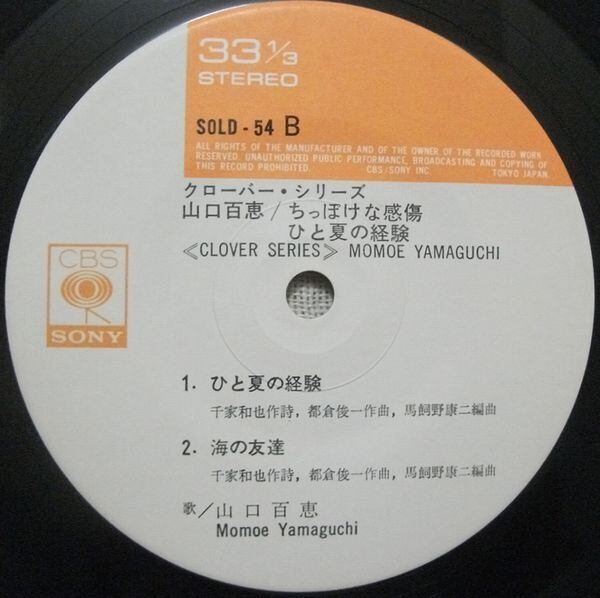 33 1/3
STEREO
SOLD - 54 B
ALL RIGHTS OF THE MANUFACTURER AND OF THE OWNER OF THE RECORDED WORK
RESERVED. UNAUTHORIZED PUBLIC PERFORMANCE, BROADCASTING AND COPYING OF
THIS RECORD PROHIBITED. CBS/SONY INC. TOKYO JAPAN.
クローバー・シリーズ
山口百恵/ちっぽけな感傷
ひと夏の経験
≪CLOVER SERIES≫ MOMOE YAMAGUCHI
CBS
SONY
1. ひと夏の経験
千家和也作詩, 都倉俊一作曲, 馬飼野康二編曲
2. 海の友達
千家和也作詩, 都倉俊一作曲, 馬飼野康二編曲
歌/山口百恵
Momoe Yamaguchi